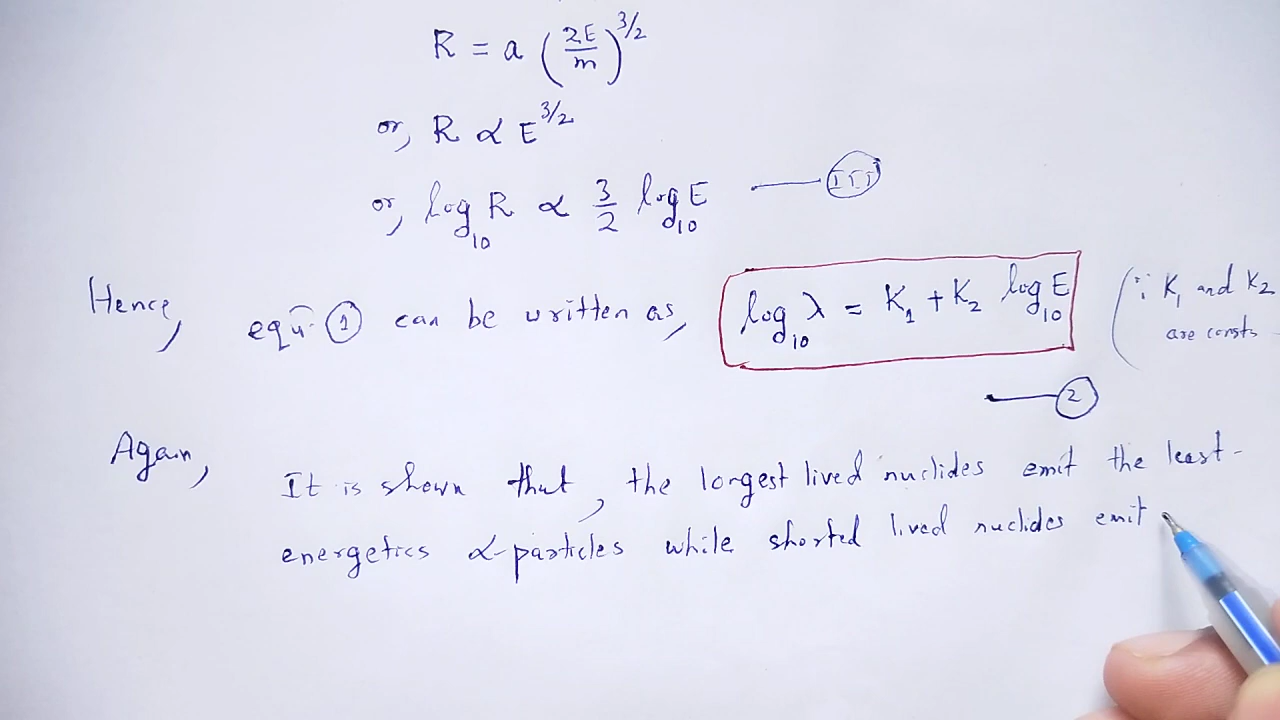 R = a (2E/m)^3/2
or, R ∝ E^3/2
or, log₁₀ R ∝ 3/2 log₁₀ E —— (III)
Hence, equn. (1) can be written as, log₁₀ λ = K₁ + K₂ log₁₀ E (∵ K₁ and K₂
are consts
—— (2)
Again, It is shown that, the longest lived nuclides emit the least-
energetics α-particles while shorted lived nuclides emit